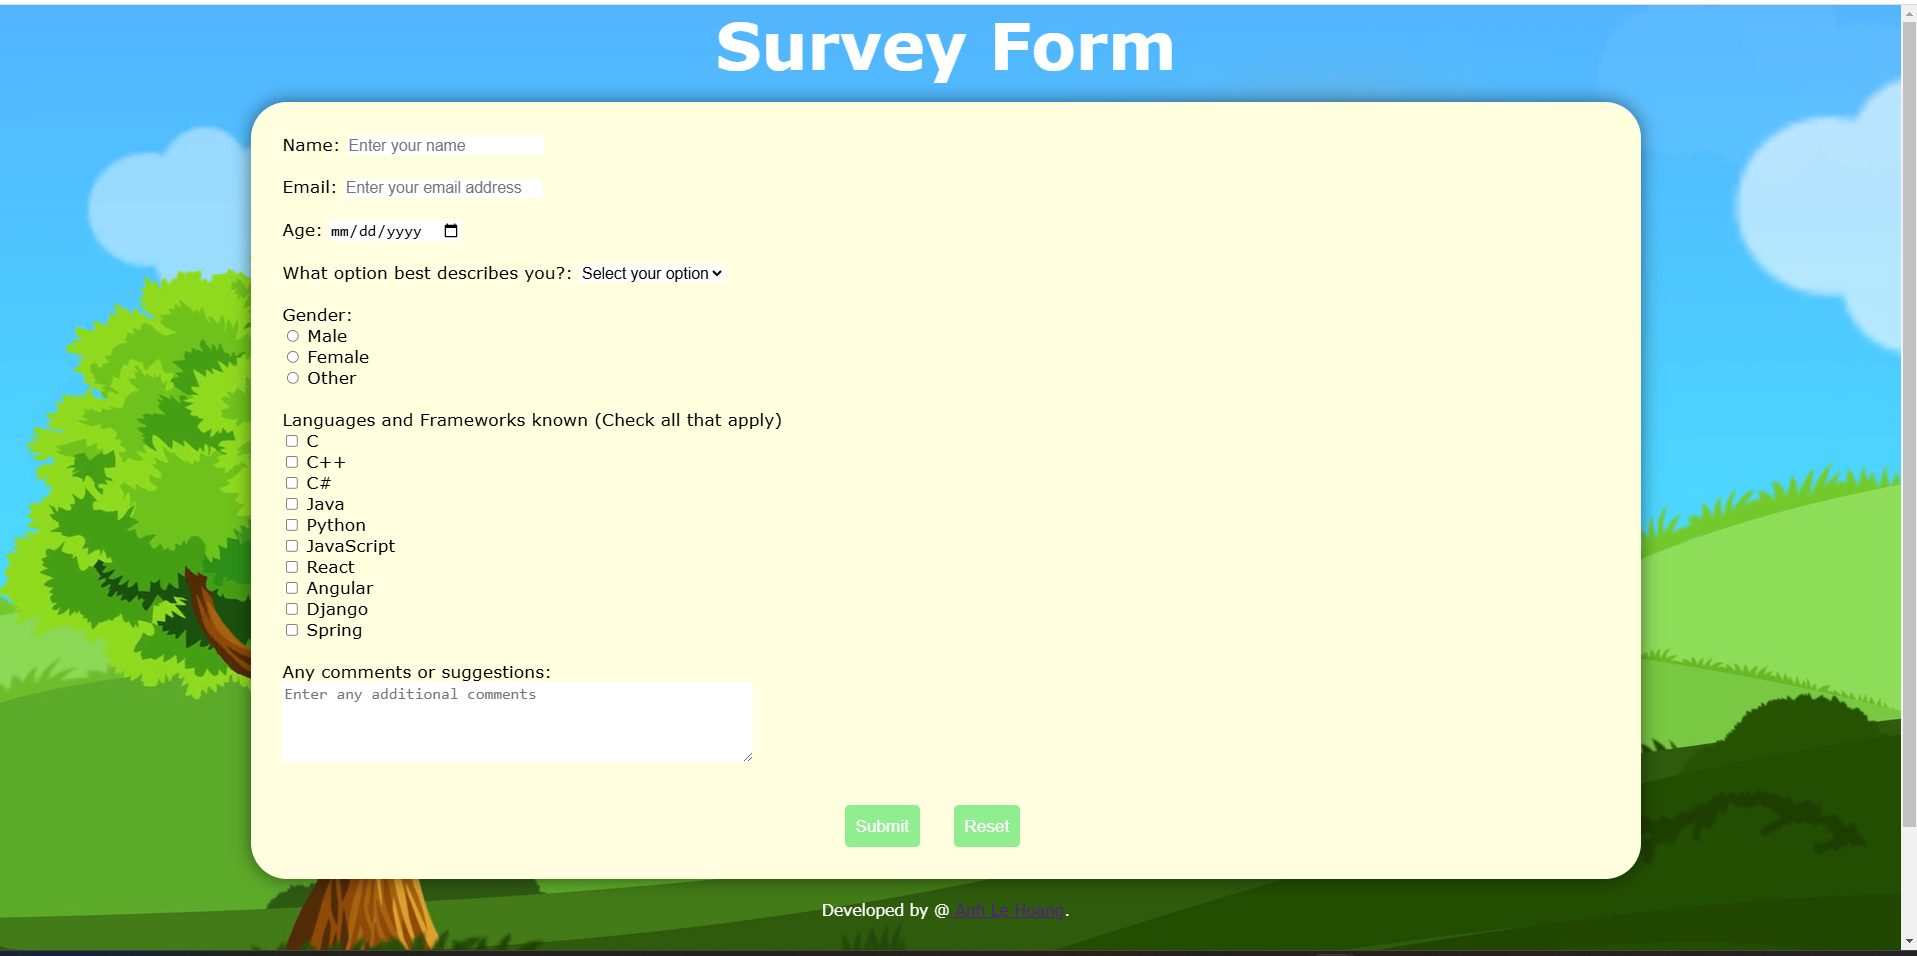 Survey Form
Name: Enter your name
Email: Enter your email address
Age: mm/dd/yyyy
What option best describes you?: Select your option
Gender:
Male
Female
Other
Languages and Frameworks known (Check all that apply)
C
C++
C#
Java
Python
JavaScript
React
Angular
Django
Spring
Any comments or suggestions:
Enter any additional comments
Submit Reset
Developed by @ Anh Le Hoang.